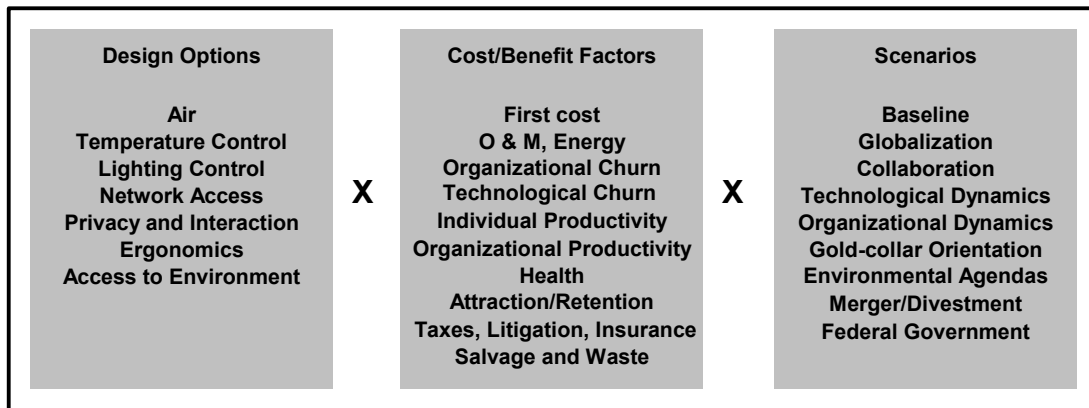 Design Options
Air
Temperature Control
Lighting Control
Network Access
Privacy and Interaction
Ergonomics
Access to Environment
X
Cost/Benefit Factors
First cost
O & M, Energy
Organizational Churn
Technological Churn
Individual Productivity
Organizational Productivity
Health
Attraction/Retention
Taxes, Litigation, Insurance
Salvage and Waste
X
Scenarios
Baseline
Globalization
Collaboration
Technological Dynamics
Organizational Dynamics
Gold-collar Orientation
Environmental Agendas
Merger/Divestment
Federal Government